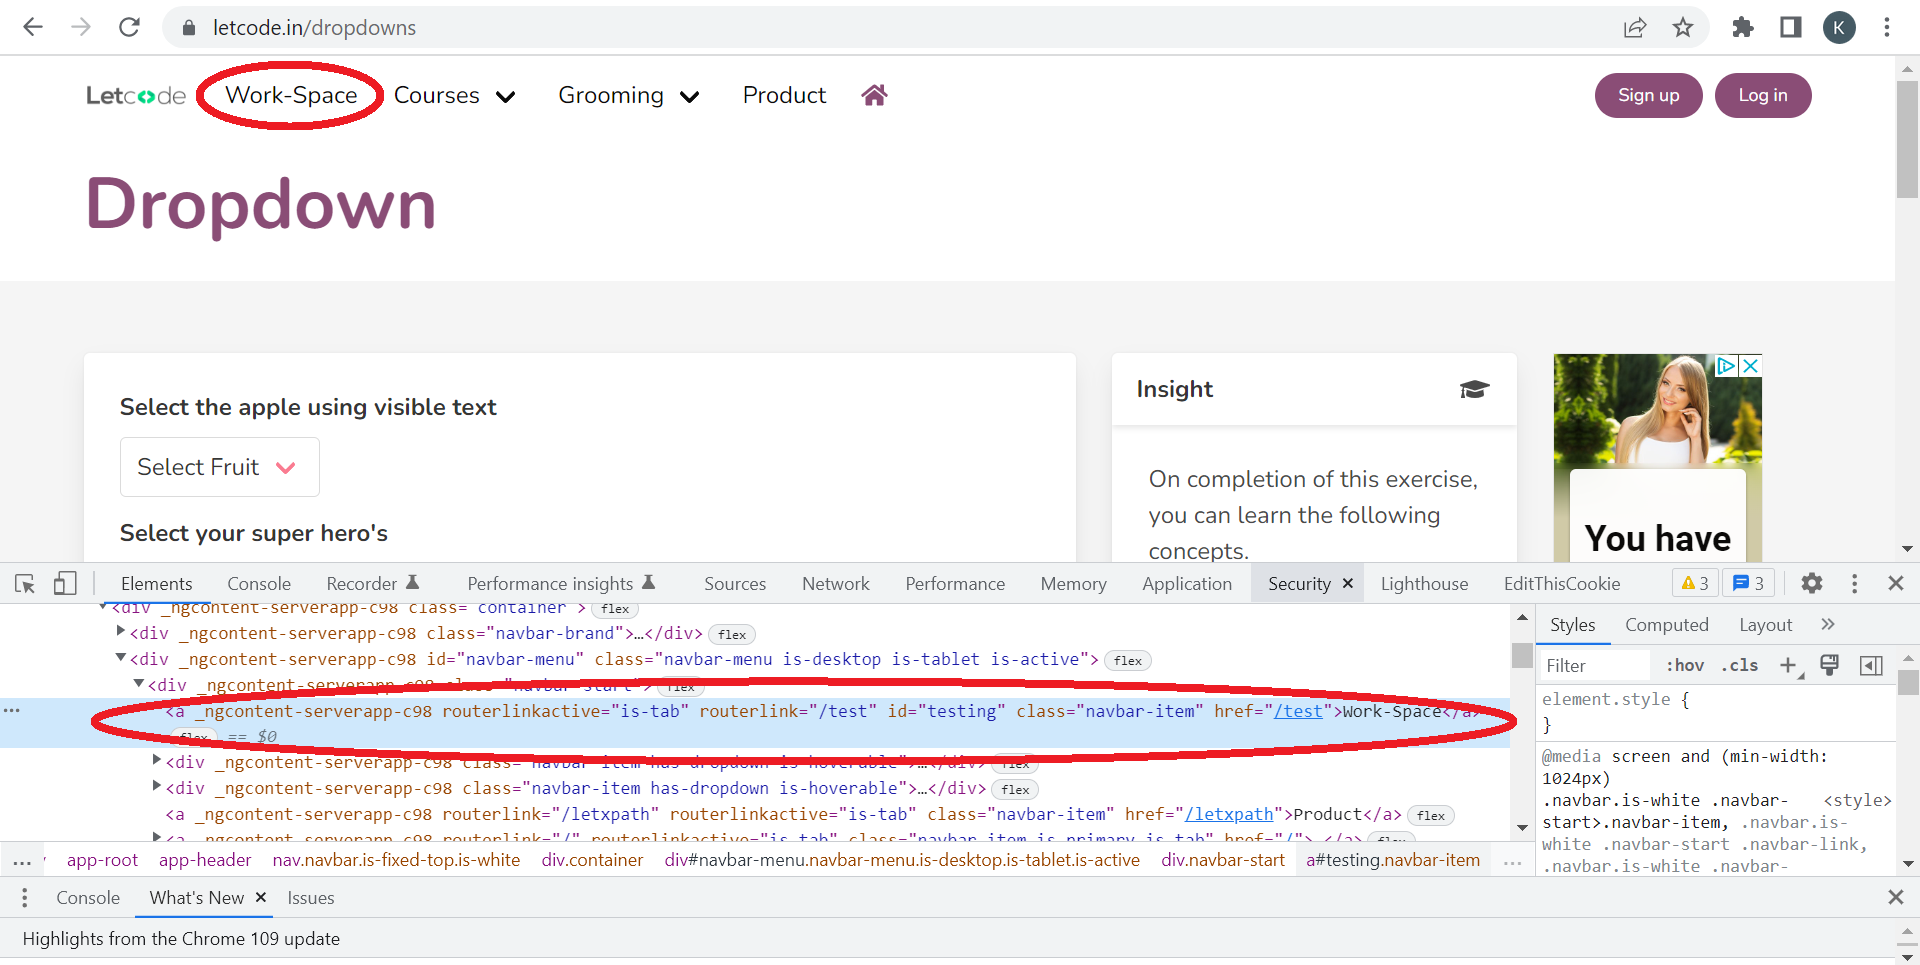 letcode.in/dropdowns
K
Letcode Work-Space Courses Grooming Product Sign up Log in
Dropdown
Select the apple using visible text
Select Fruit
Select your super hero's
Insight
On completion of this exercise,
you can learn the following
concepts.
You have
Elements Console Recorder Performance insights Sources Network Performance Memory Application Security Lighthouse EditThisCookie 3 3
<div _ngcontent-serverapp-c98 class="container"> flex
<div _ngcontent-serverapp-c98 class="navbar-brand">…</div> flex
<div _ngcontent-serverapp-c98 id="navbar-menu" class="navbar-menu is-desktop is-tablet is-active"> flex
<div _ngcontent-serverapp-c98 class="navbar-start"> flex
<a _ngcontent-serverapp-c98 routerlinkactive="is-tab" routerlink="/test" id="testing" class="navbar-item" href="/test">Work-Space</a>
flex == $0
<div _ngcontent-serverapp-c98 class="navbar-item has-dropdown is-hoverable">…</div> flex
<div _ngcontent-serverapp-c98 class="navbar-item has-dropdown is-hoverable">…</div> flex
<a _ngcontent-serverapp-c98 routerlink="/letxpath" routerlinkactive="is-tab" class="navbar-item" href="/letxpath">Product</a> flex
<a _ngcontent-serverapp-c98 routerlink="/" routerlinkactive="is-tab" class="navbar-item is-primary is-tab" href="/">…</a> flex
... app-root app-header nav.navbar.is-fixed-top.is-white div.container div#navbar-menu.navbar-menu.is-desktop.is-tablet.is-active div.navbar-start a#testing.navbar-item ...
Styles Computed Layout
Filter :hov .cls
element.style {
}
@media screen and (min-width:
1024px)
.navbar.is-white .navbar- <style>
start>.navbar-item, .navbar.is-
white .navbar-start .navbar-link,
.navbar.is-white .navbar-
Console What's New Issues
Highlights from the Chrome 109 update